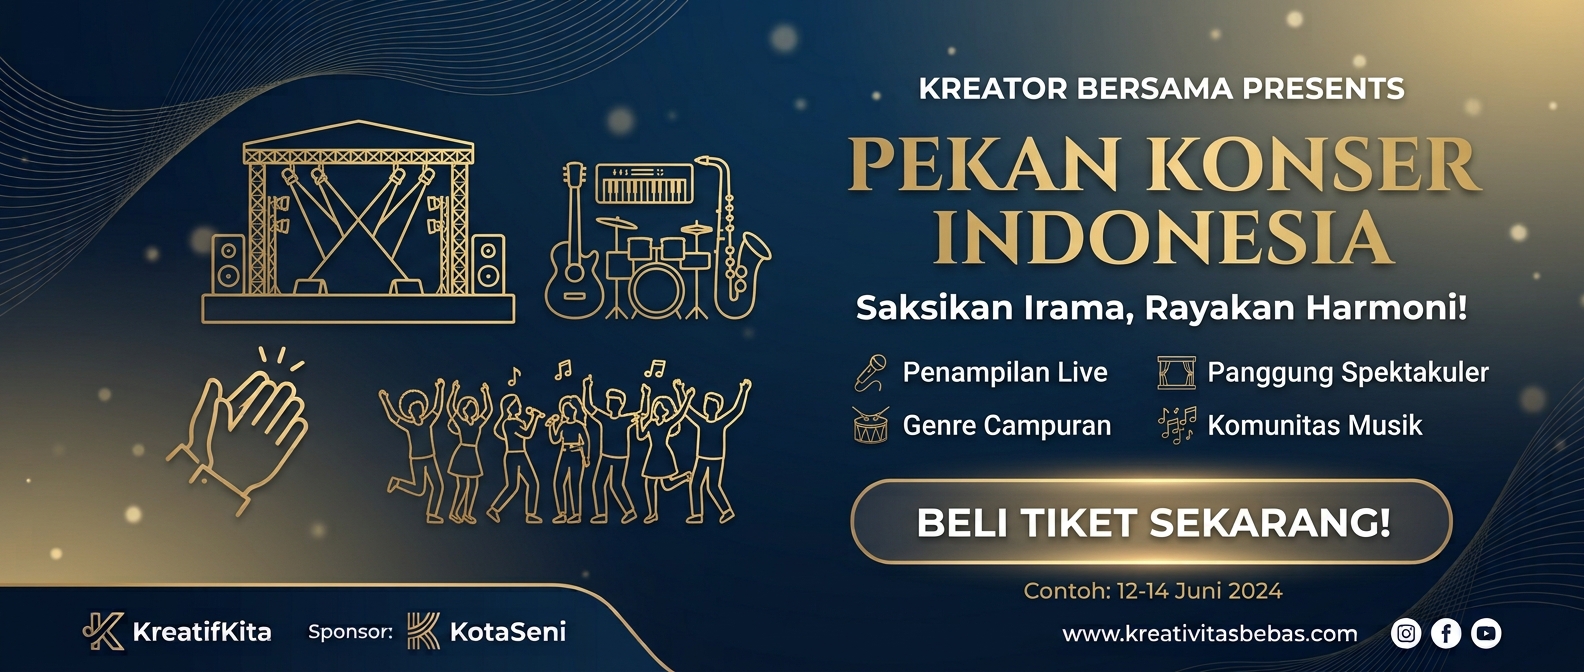 KREATOR BERSAMA PRESENTS
PEKAN KONSER
INDONESIA
Saksikan Irama, Rayakan Harmoni!
Penampilan Live
Panggung Spektakuler
Genre Campuran
Komunitas Musik
BELI TIKET SEKARANG!
Contoh: 12-14 Juni 2024
KreatifKita
Sponsor:
KotaSeni
www.kreativitasbebas.com